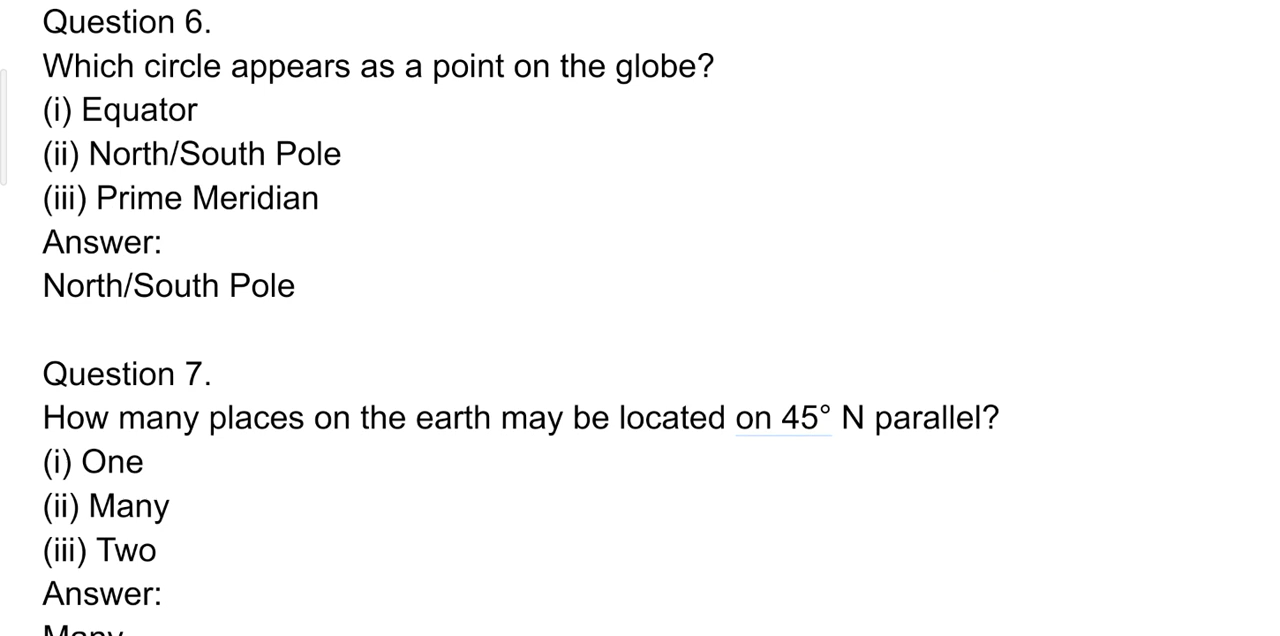 Question 6.
Which circle appears as a point on the globe?
(i) Equator
(ii) North/South Pole
(iii) Prime Meridian
Answer:
North/South Pole
Question 7.
How many places on the earth may be located on 45° N parallel?
(i) One
(ii) Many
(iii) Two
Answer:
Many